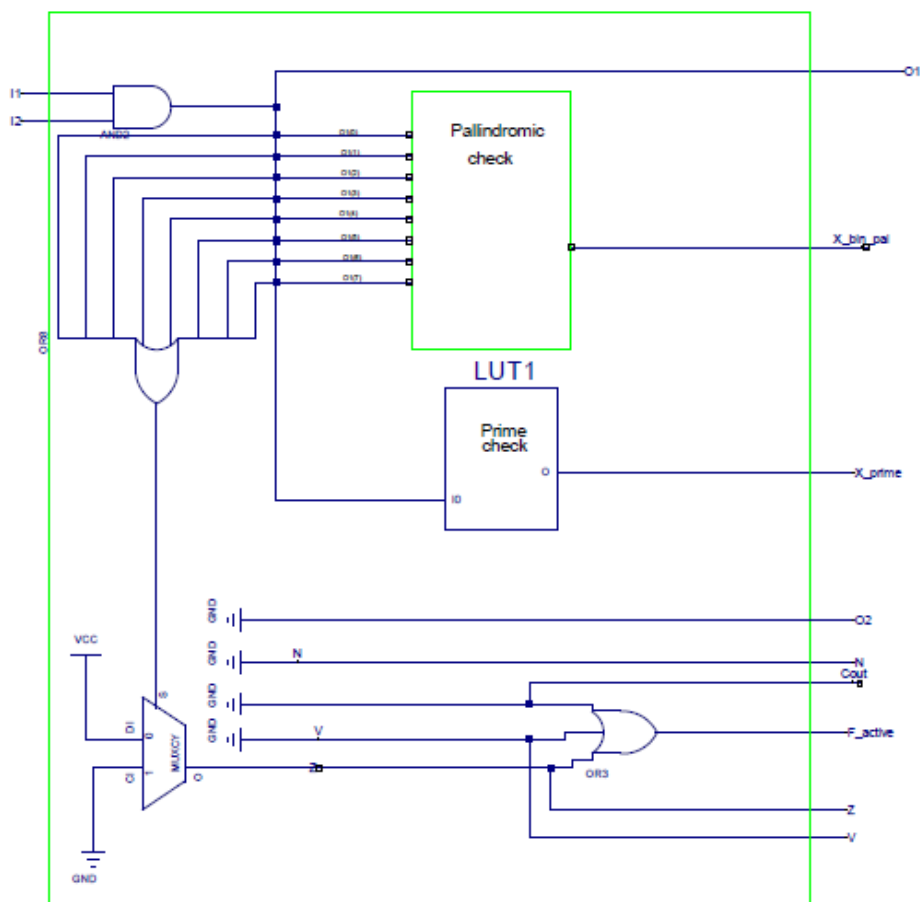 I1
O1
I2
AND2
Pallindromic
check
O1(0)
O1(1)
O1(2)
O1(3)
O1(4)
O1(5)
O1(6)
O1(7)
X_bin_pal
OR8
LUT1
Prime
check
O
X_prime
I0
GND
O2
VCC
GND
N
N
Cout
S
GND
DI
0
GND
V
F_active
MUXCY
CI
1
O
Z
OR3
Z
V
GND